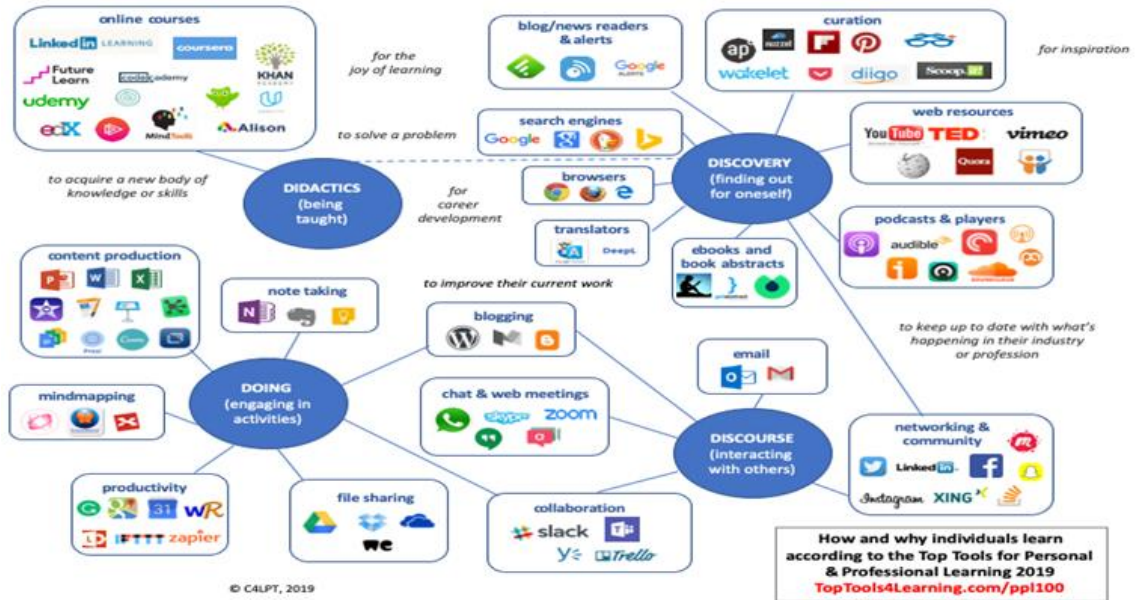 online courses
Linked in LEARNING
coursera
Future
Learn
codecademy
KHAN
udemy
edX
MindTools
Alison
for the
joy of learning
blog/news readers
& alerts
Google
ALERTS
curation
ap
nuzzel
wakelet
diigo
Scoop.it!
for inspiration
to solve a problem
search engines
Google
web resources
YouTube TED vimeo
Quora
to acquire a new body of
knowledge or skills
DIDACTICS
(being
taught)
for
career
development
browsers
translators
DeepL
DISCOVERY
(finding out
for oneself)
ebooks and
book abstracts
podcasts & players
audible
SOUNDCLOUD
content production
P W X
Prezi
note taking
N
to improve their current work
blogging
to keep up to date with what's
happening in their industry
or profession
email
DOING
(engaging in
activities)
chat & web meetings
skype zoom
mindmapping
DISCOURSE
(interacting
with others)
networking &
community
Linked in
Instagram XING
productivity
31
IFTTT zapier
file sharing
we
collaboration
slack
Trello
How and why individuals learn
according to the Top Tools for Personal
& Professional Learning 2019
TopTools4Learning.com/ppl100
© C4LPT, 2019